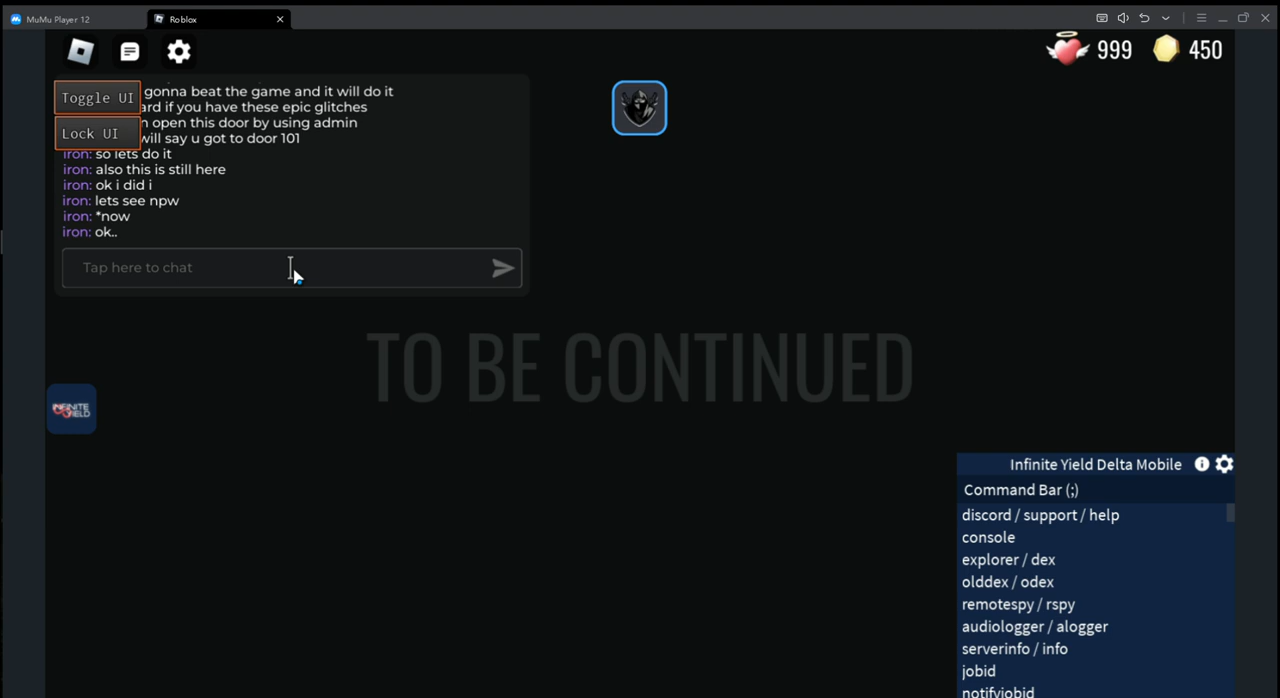 MuMu Player 12
Roblox
999
450
Toggle UI
Lock UI
gonna beat the game and it will do it
ard if you have these epic glitches
n open this door by using admin
will say u got to door 101
iron: so lets do it
iron: also this is still here
iron: ok i did i
iron: lets see npw
iron: *now
iron: ok..
Tap here to chat
TO BE CONTINUED
INFINITE
YIELD
Infinite Yield Delta Mobile
Command Bar (;)
discord / support / help
console
explorer / dex
olddex / odex
remotespy / rspy
audiologger / alogger
serverinfo / info
jobid
notifyjobid